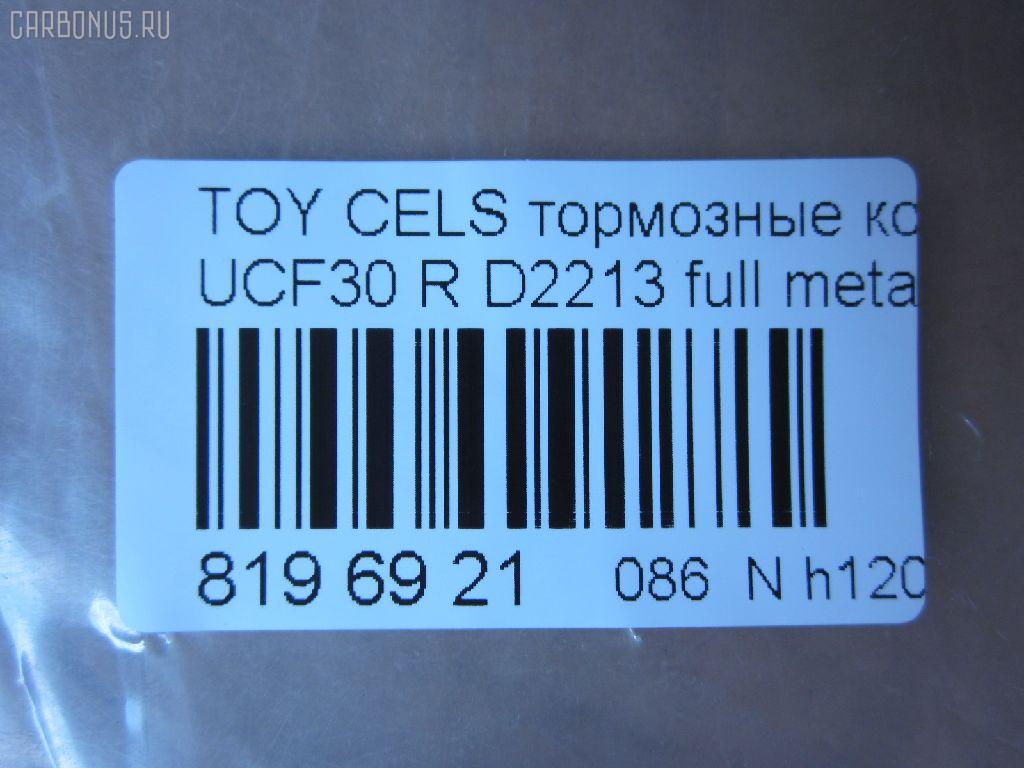 CARBONUS.RU
TOY CELS тормозные ко
UCF30 R D2213 full meta
819 69 21 086 N h120